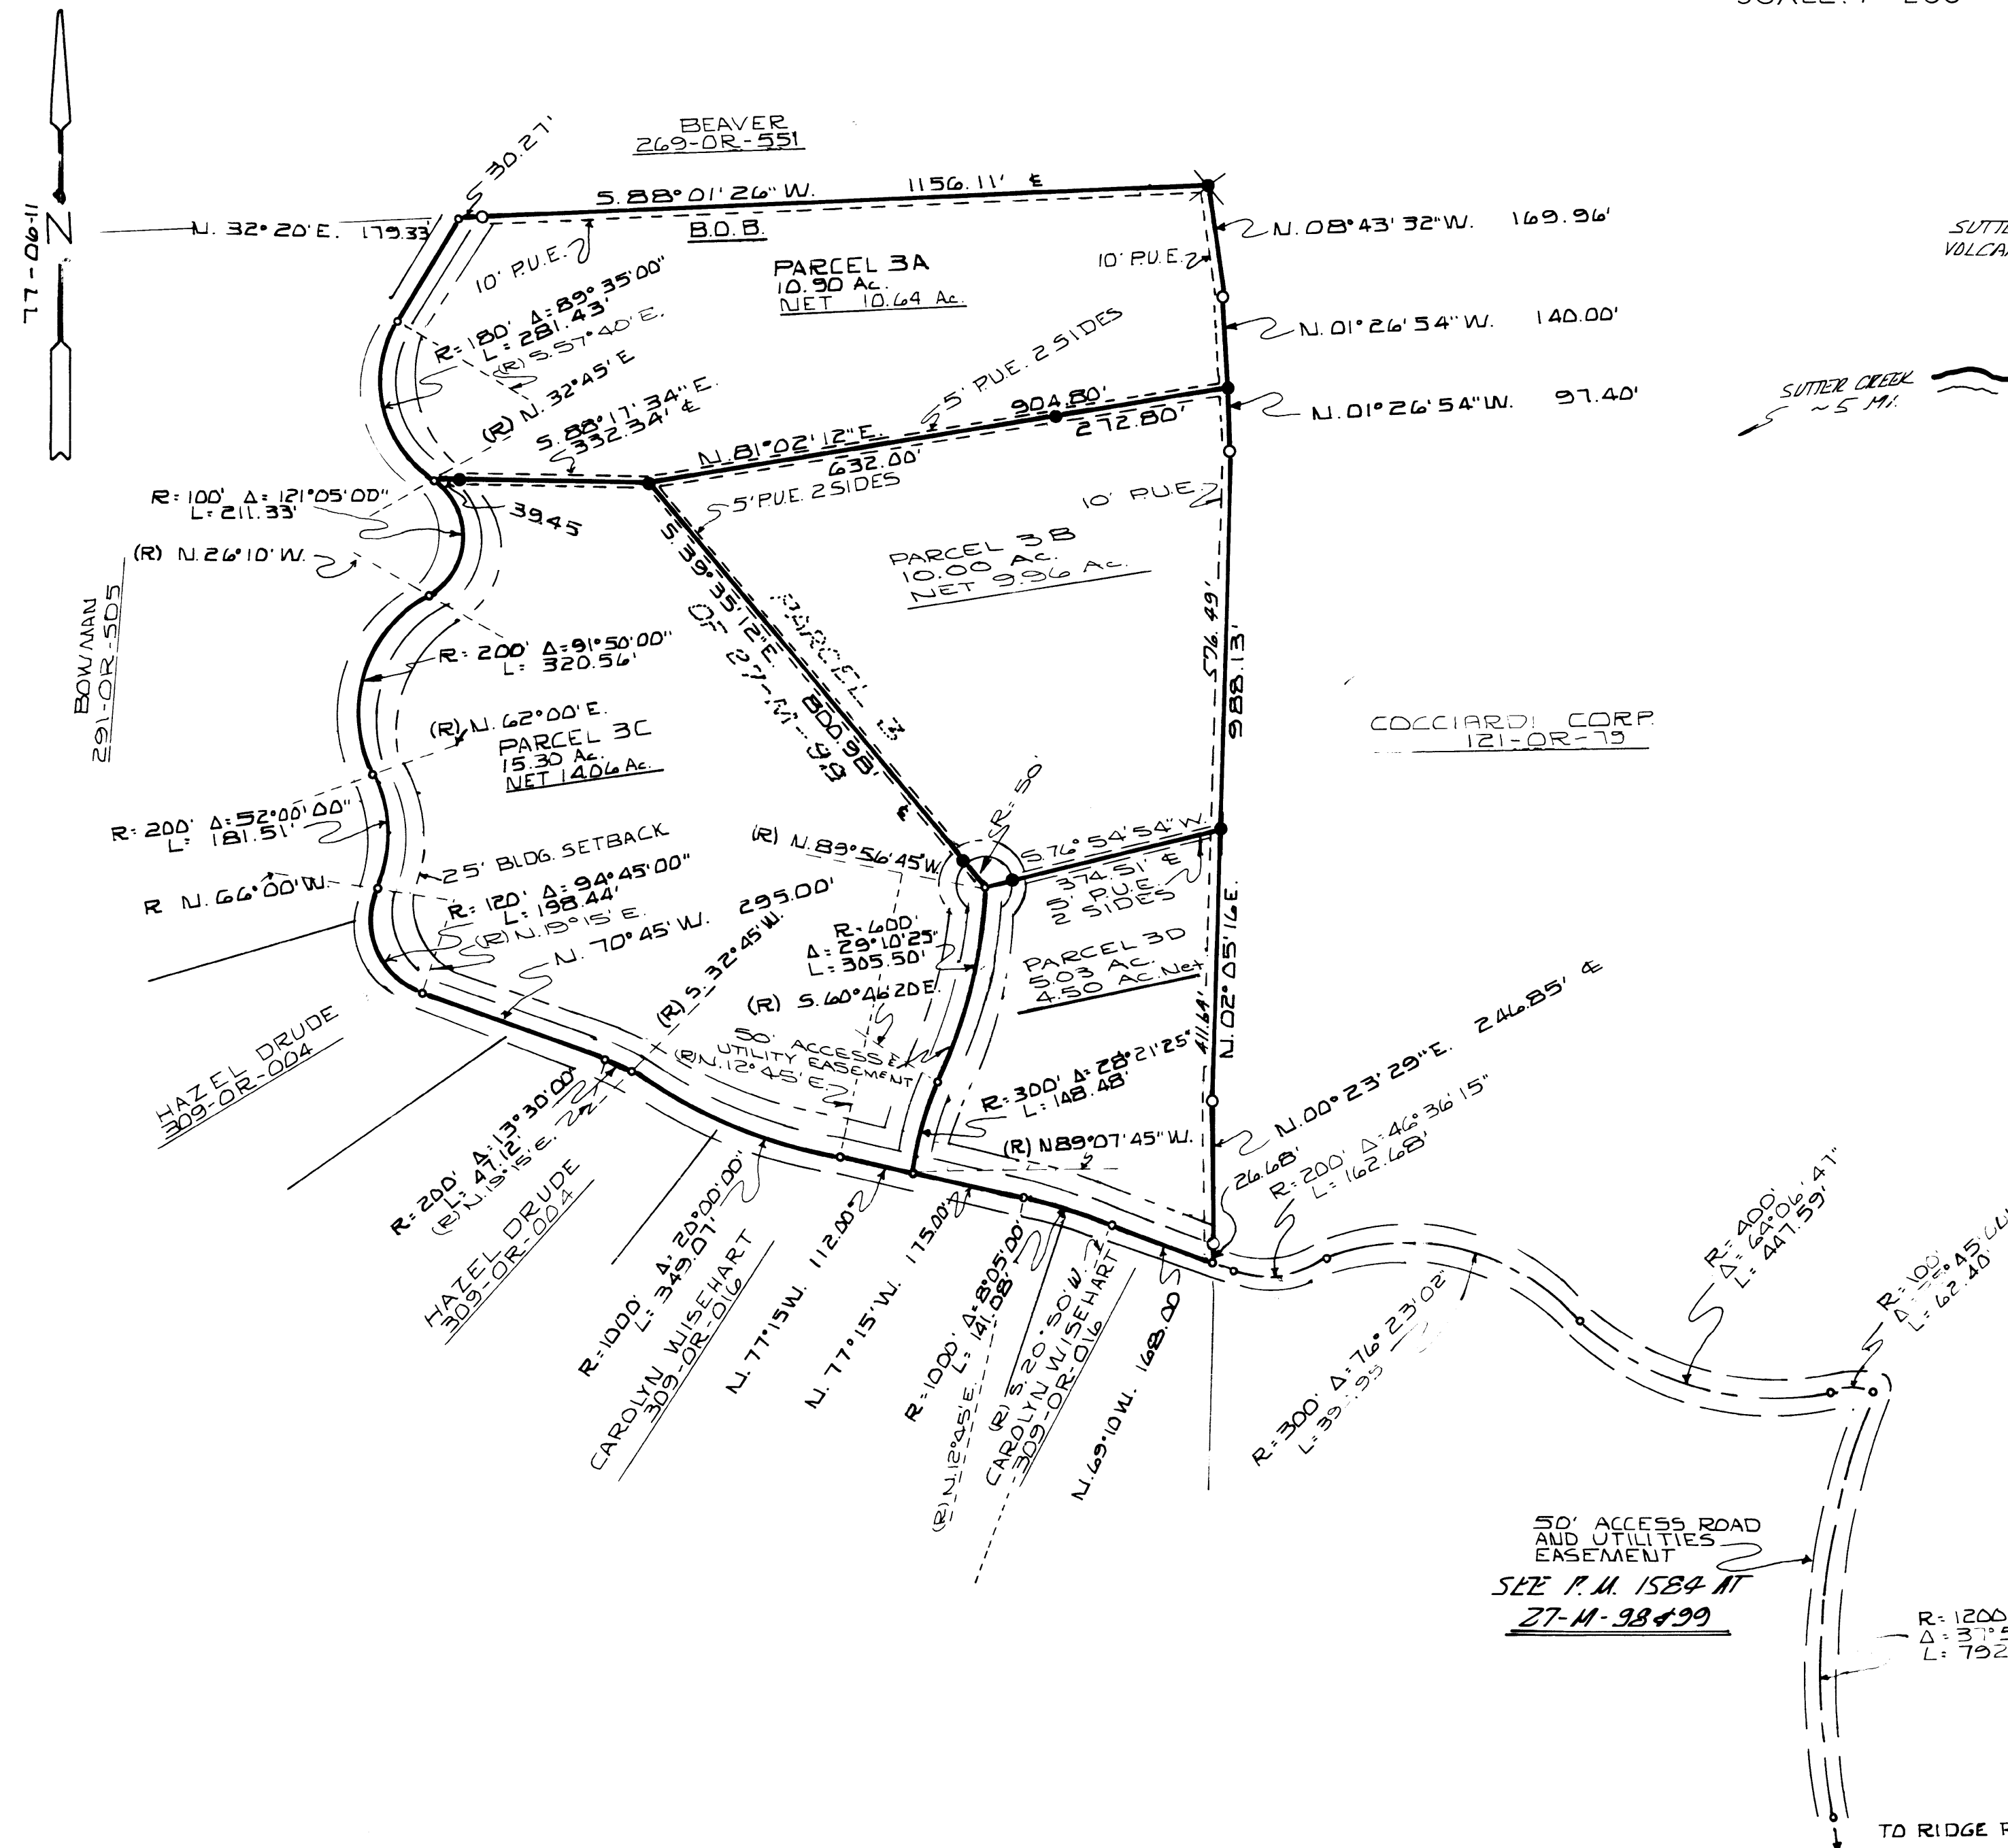 BEAVER
269-OR-551
30.27'
S. 88° 01' 26" W. 1156.11' ℄
B.O.B.
N. 32° 20' E. 179.33'
77-06-11
N
10' P.U.E.
PARCEL 3A
10.90 Ac.
NET 10.64 Ac.
10' P.U.E.
N. 08° 43' 32" W. 169.96'
N. 01° 26' 54" W. 140.00'
N. 01° 26' 54" W. 97.40'
SUTTER CREEK
~5 MI.
R=180' Δ=89° 35' 00"
L=281.43'
(R) S. 57° 40' E.
(R) N. 32° 45' E
S. 88° 17' 34" E.
332.34' ℄
5' P.U.E. 2 SIDES
904.80'
272.80'
N. 81° 02' 12" E.
632.00'
5' P.U.E. 2 SIDES
39.45
R=100' Δ=121° 05' 00"
L=211.33'
(R) N. 26° 10' W.
BOWMAN
291-OR-505
10' P.U.E.
PARCEL 3B
10.00 AC.
NET 9.96 AC.
S. 39° 35' 12" E. 800.98' ℄
PARCEL 3
OF 27-M-99
576.49'
988.13'
COCCIARDI CORP.
121-OR-79
R=200' Δ=91° 50' 00"
L=320.56'
(R) N. 62° 00' E.
PARCEL 3C
15.30 Ac.
NET 14.06 Ac.
R=200' Δ=52° 00' 00"
L=181.51'
25' BLDG. SETBACK
R N. 66° 00' W.
R=120' Δ=94° 45' 00"
L=198.44'
(R) N. 19° 15' E.
N. 70° 45' W. 295.00'
(R) S. 32° 45' W.
(R) N. 89° 56' 45" W.
R=50'
S. 76° 54' 54" W.
374.51' ℄
5' P.U.E.
2 SIDES
R=600'
Δ=29° 10' 25"
L=305.50'
(R) S. 60° 46' 20 E.
PARCEL 3D
5.03 AC.
4.50 AC. Net
N. 02° 05' 16 E.
411.64'
50' ACCESS &
UTILITY EASEMENT
(R) N. 12° 45' E.
R=300' Δ=28° 21' 25"
L=148.48'
(R) N 89° 07' 45" W.
N. 00° 23' 29" E. 246.85' ℄
26.68'
R=200' Δ=46° 36' 15"
L=162.68'
HAZEL DRUDE
309-OR-004
R=200' Δ=13° 30' 00"
L=47.12'
(R) N. 19° 15' E.
HAZEL DRUDE
309-OR-004
R=1000' Δ=20° 00' 00"
L=349.07'
CAROLYN WISEHART
309-OR-016
N. 77° 15 W. 112.00'
N. 77° 15' W. 175.00'
R=1000' Δ=8° 05' 00'
L=141.08'
(R) N. 12° 45' E.
(R) S. 20° 50' W.
CAROLYN WISEHART
309-OR-016
N. 69° 10 W. 168.00'
R=300' Δ=76° 23' 02"
R=400'
Δ=64° 06' 47"
L=447.59'
R=100'
L=62.40'
50' ACCESS ROAD
AND UTILITIES
EASEMENT
SEE P.M. 1584 AT
27-M-98&99
R=1200
TO RIDGE